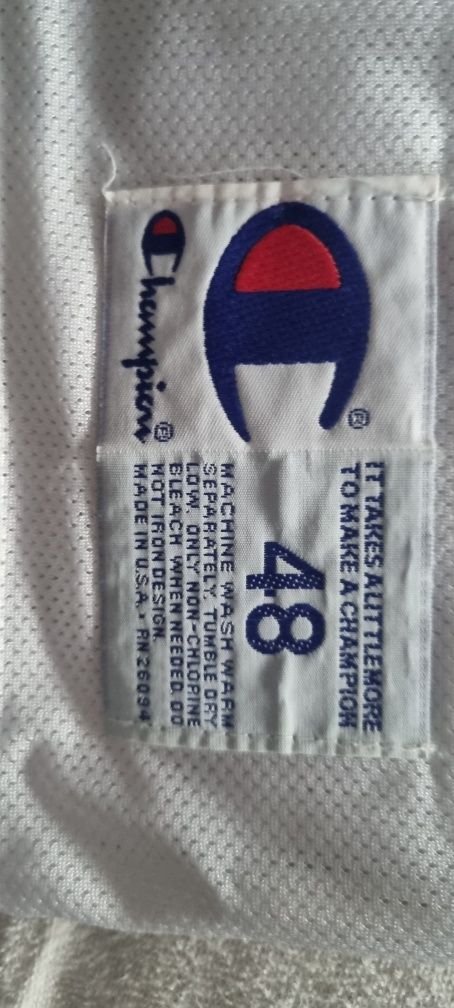 ®
Champion®
IT TAKES A LITTLE MORE
TO MAKE A CHAMPION
48
MACHINE WASH WARM
SEPARATELY, TUMBLE DRY
LOW. ONLY NON-CHLORINE
BLEACH WHEN NEEDED. DO
NOT IRON DESIGN.
MADE IN U.S.A. • RN 26094